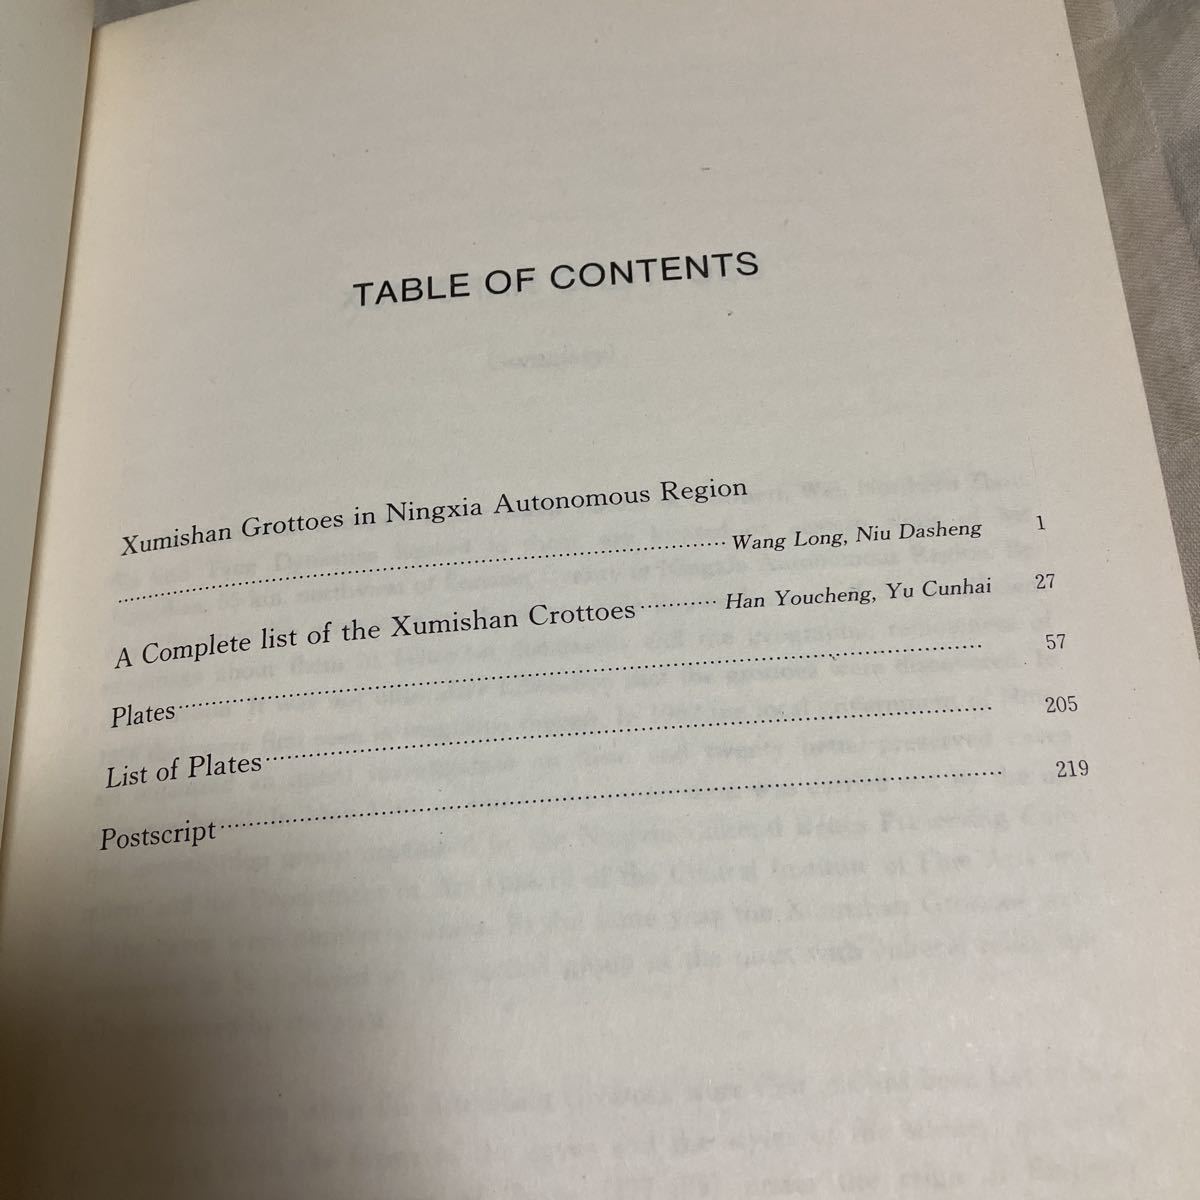 TABLE OF CONTENTS
Xumishan Grottoes in Ningxia Autonomous Region
Wang Long, Niu Dasheng 1
A Complete list of the Xumishan Crottoes Han Youcheng, Yu Cunhai 27
Plates 57
List of Plates 205
Postscript 219